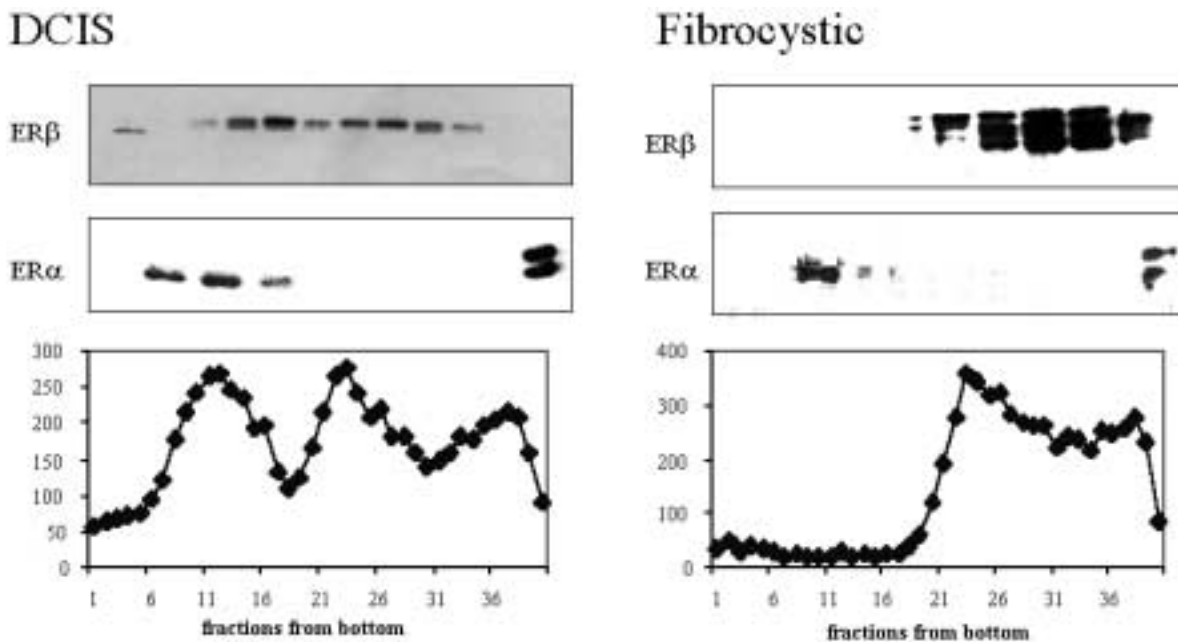 DCIS
ERβ
ERα
300
250
200
150
100
50
0
1 6 11 16 21 26 31 36
fractions from bottom
Fibrocystic
ERβ
ERα
400
300
200
100
0
1 6 11 16 21 26 31 36
fractions from bottom